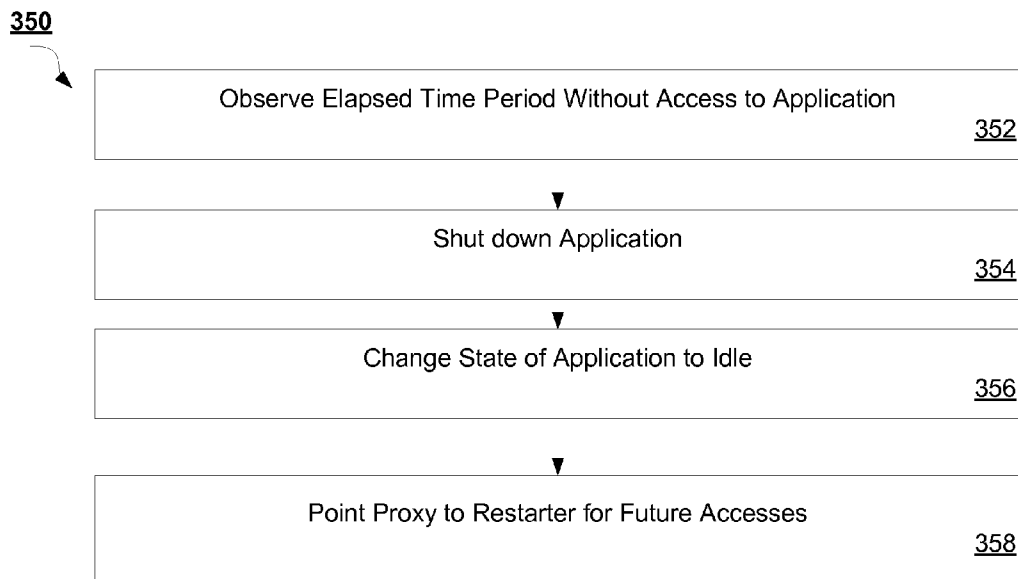 350
Observe Elapsed Time Period Without Access to Application
352
Shut down Application
354
Change State of Application to Idle
356
Point Proxy to Restarter for Future Accesses
358